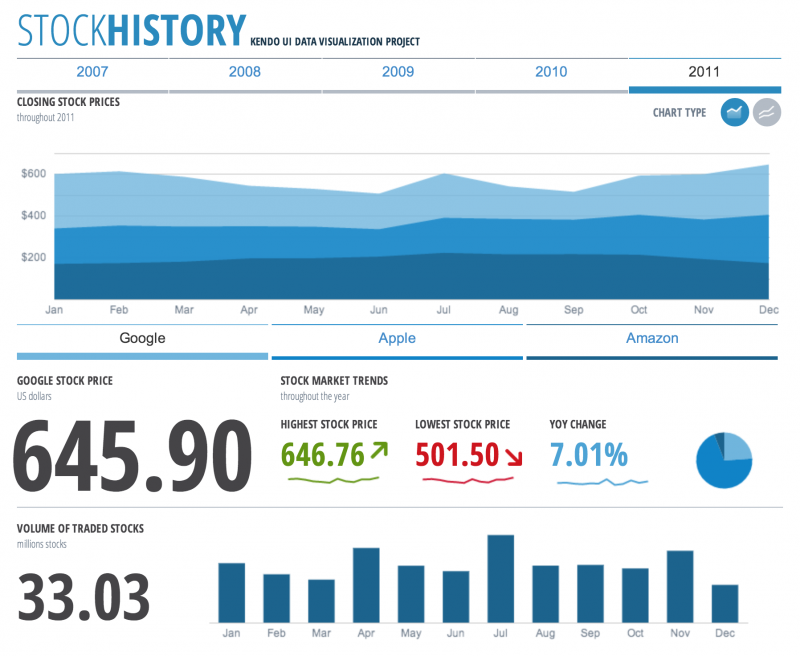 STOCKHISTORY KENDO UI DATA VISUALIZATION PROJECT
2007 2008 2009 2010 2011
CLOSING STOCK PRICES
throughout 2011
CHART TYPE
$600
$400
$200
Jan Feb Mar Apr May Jun Jul Aug Sep Oct Nov Dec
Google Apple Amazon
GOOGLE STOCK PRICE
US dollars
645.90
STOCK MARKET TRENDS
throughout the year
HIGHEST STOCK PRICE LOWEST STOCK PRICE YOY CHANGE
646.76 501.50 7.01%
VOLUME OF TRADED STOCKS
millions stocks
33.03
Jan Feb Mar Apr May Jun Jul Aug Sep Oct Nov Dec